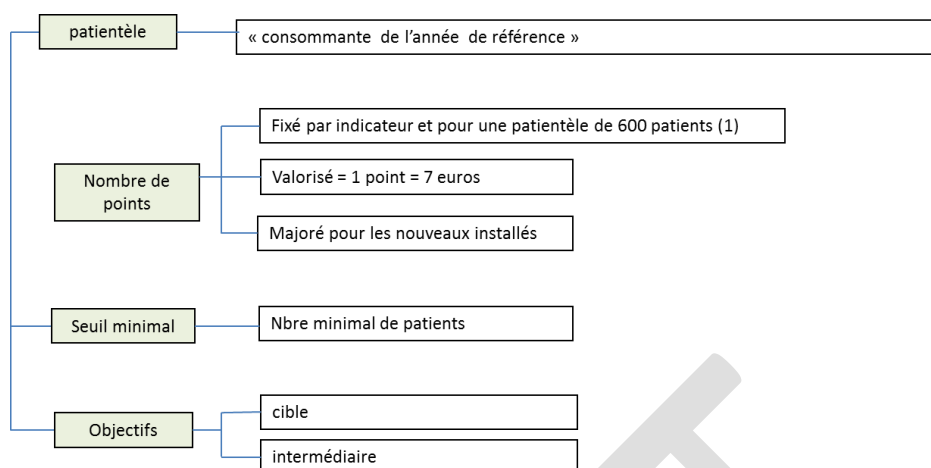 patientèle
« consommante de l’année de référence »
Fixé par indicateur et pour une patientèle de 600 patients (1)
Nombre de
points
Valorisé = 1 point = 7 euros
Majoré pour les nouveaux installés
Seuil minimal
Nbre minimal de patients
Objectifs
cible
intermédiaire